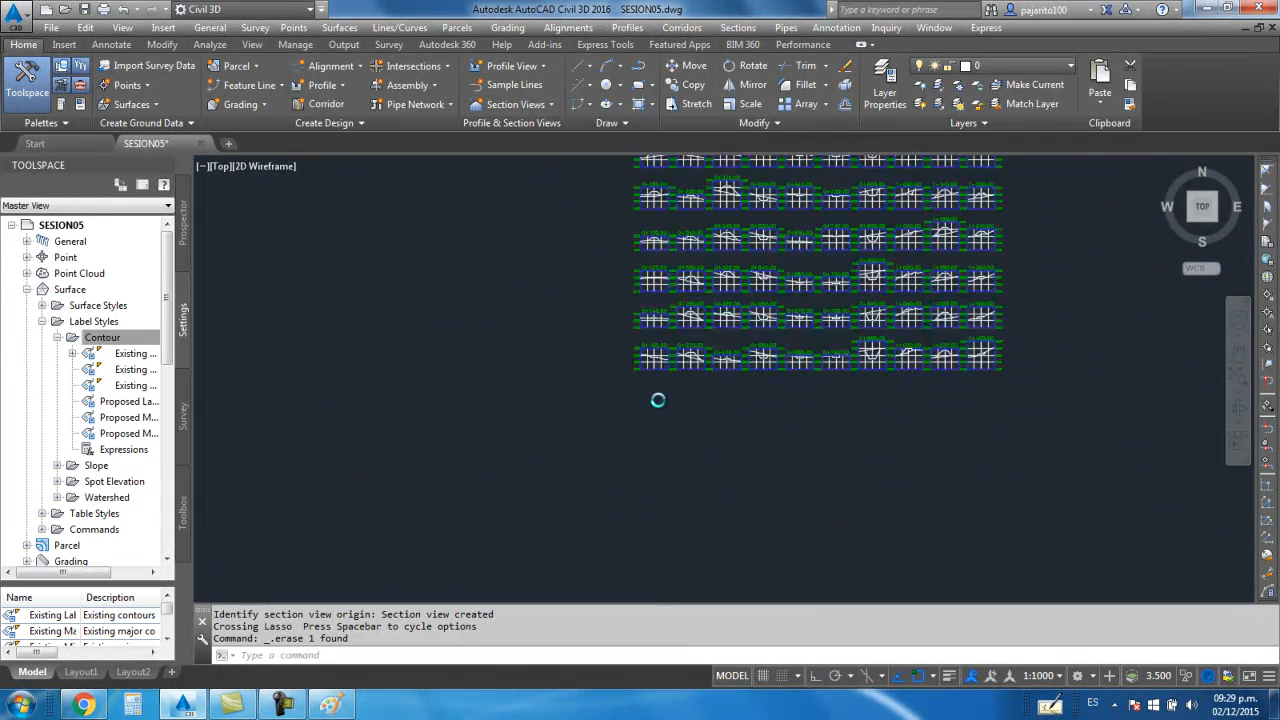 Civil 3D
Autodesk AutoCAD Civil 3D 2016 SESION05.dwg
Type a keyword or phrase
pajarito100
File Edit View Insert General Survey Points Surfaces Lines/Curves Parcels Grading Alignments Profiles Corridors Sections Pipes Annotation Inquiry Window Express
Home Insert Annotate Modify Analyze View Manage Output Survey Autodesk 360 Help Add-ins Express Tools Featured Apps BIM 360 Performance
Toolspace
Import Survey Data
Points
Surfaces
Parcel
Feature Line
Grading
Alignment
Profile
Corridor
Intersections
Assembly
Pipe Network
Profile View
Sample Lines
Section Views
Move
Copy
Stretch
Rotate
Mirror
Scale
Trim
Fillet
Array
Layer Properties
0
Make Current
Match Layer
Paste
Palettes Create Ground Data Create Design Profile & Section Views Draw Modify Layers Clipboard
Start SESION05*
TOOLSPACE
[−][Top][2D Wireframe]
Master View
SESION05
General
Point
Point Cloud
Surface
Surface Styles
Label Styles
Contour
Existing ...
Existing ...
Existing ...
Proposed La...
Proposed M...
Proposed M...
Expressions
Slope
Spot Elevation
Watershed
Table Styles
Commands
Parcel
Grading
Prospector
Settings
Survey
Toolbox
N
W TOP E
S
WCS
Name Description
Existing Lal Existing contours
Existing Ma Existing major co
Identify section view origin: Section view created
Crossing Lasso Press Spacebar to cycle options
Command: _.erase 1 found
Type a command
Model Layout1 Layout2
MODEL
1:1000
3.500
ES
09:29 p.m.
02/12/2015